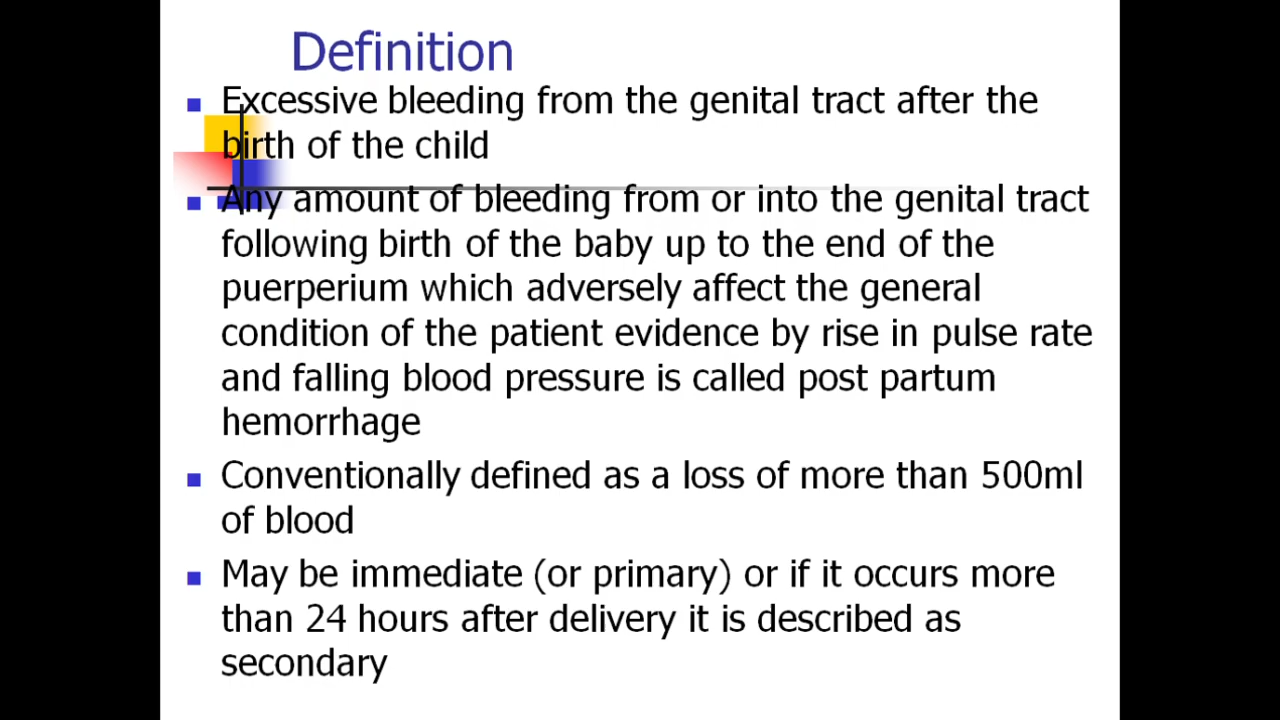 Definition
Excessive bleeding from the genital tract after the
birth of the child
Any amount of bleeding from or into the genital tract
following birth of the baby up to the end of the
puerperium which adversely affect the general
condition of the patient evidence by rise in pulse rate
and falling blood pressure is called post partum
hemorrhage
Conventionally defined as a loss of more than 500ml
of blood
May be immediate (or primary) or if it occurs more
than 24 hours after delivery it is described as
secondary